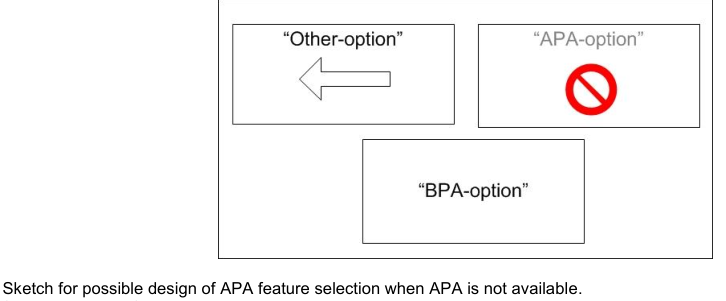 “Other-option”
“APA-option”
“BPA-option”
Sketch for possible design of APA feature selection when APA is not available.